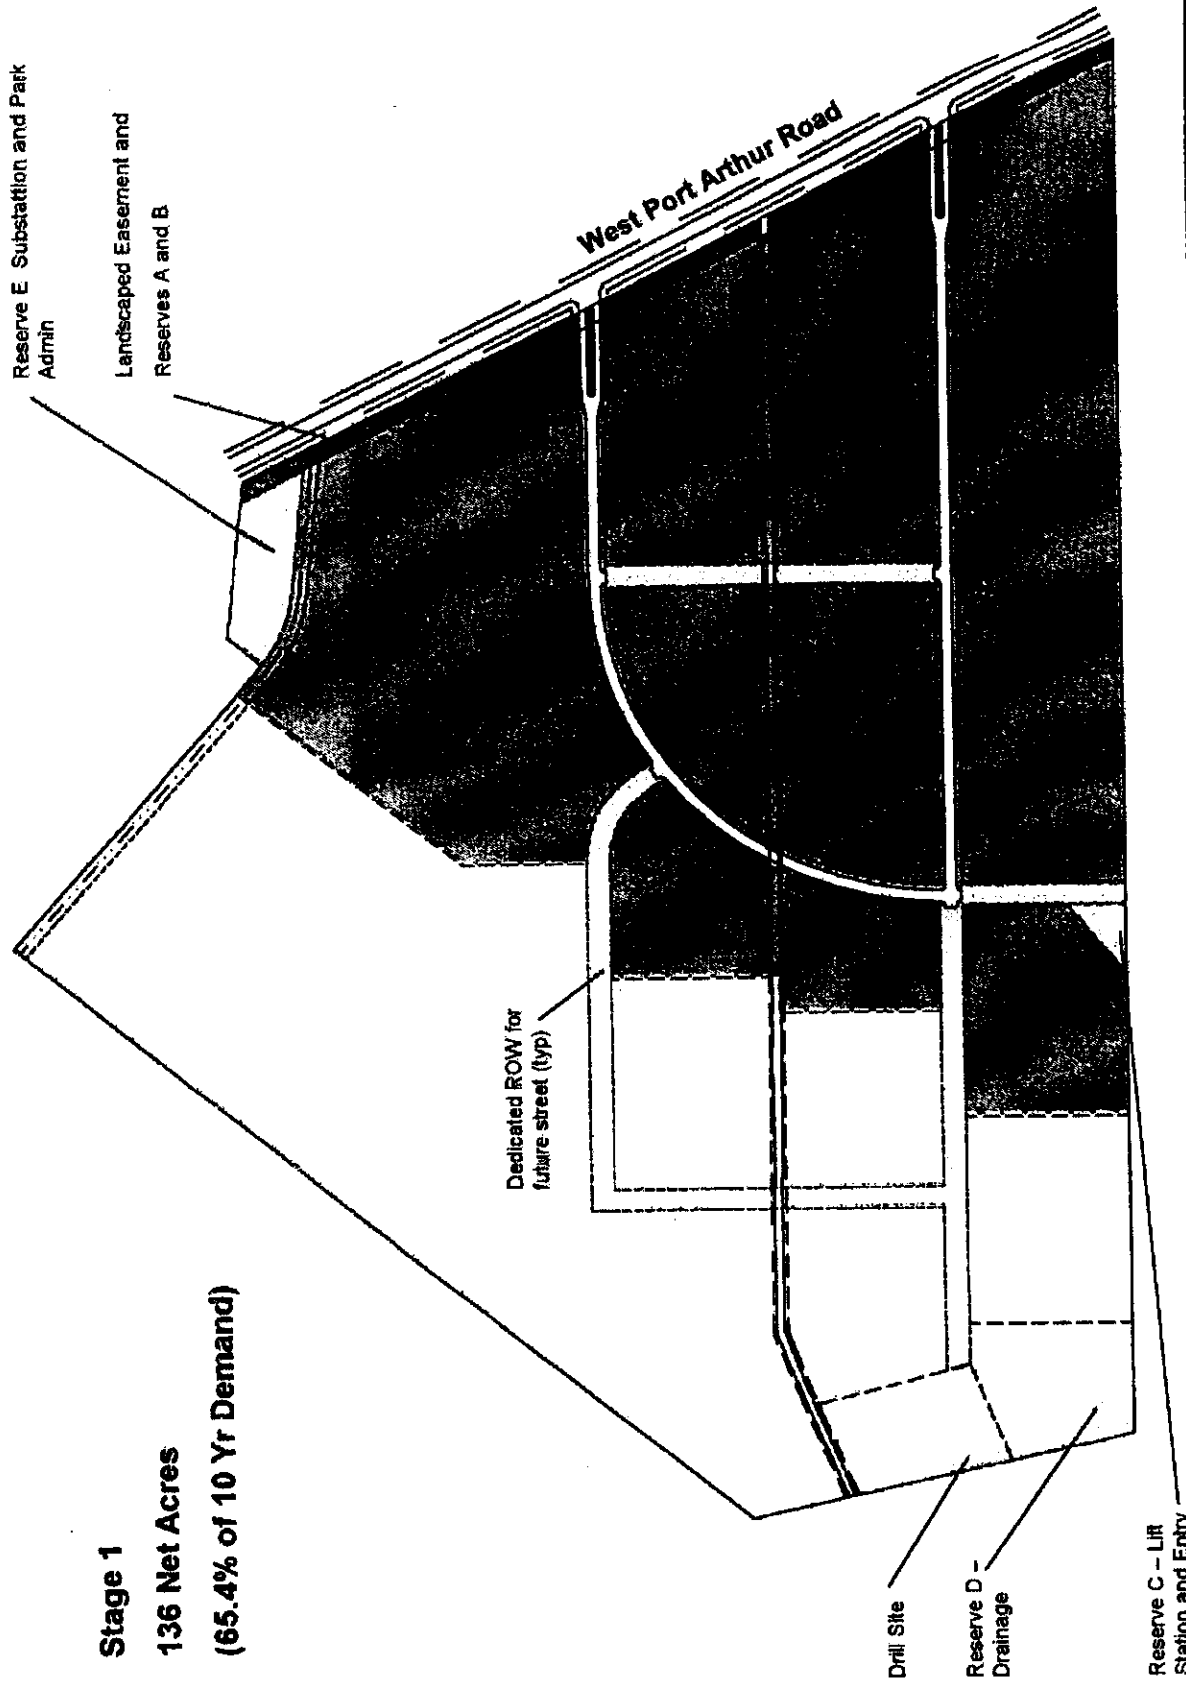 Stage 1
136 Net Acres
(65.4% of 10 Yr Demand)
Reserve E Substattion and Park
Admin
Landscaped Easement and
Reserves A and B
West Port Arthur Road
Dedicated ROW for
future street (typ)
Drill Site
Reserve D –
Drainage
Reserve C – Lift
Station and Entry